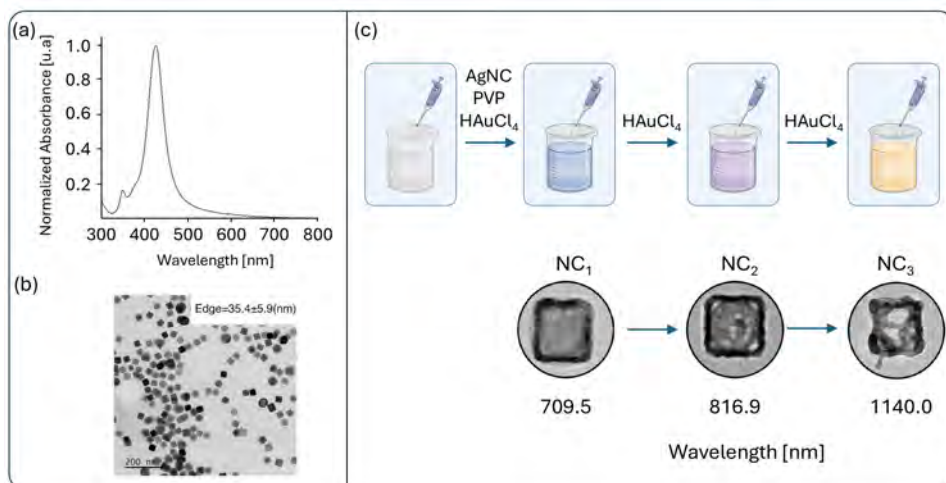 (a)
Normalized Absorbance [u.a]
1.0
0.8
0.6
0.4
0.2
300 400 500 600 700 800
Wavelength [nm]
(b)
Edge=35.4±5.9(nm)
200 nm
(c)
AgNC
PVP
HAuCl₄
HAuCl₄
HAuCl₄
NC₁ NC₂ NC₃
709.5 816.9 1140.0
Wavelength [nm]